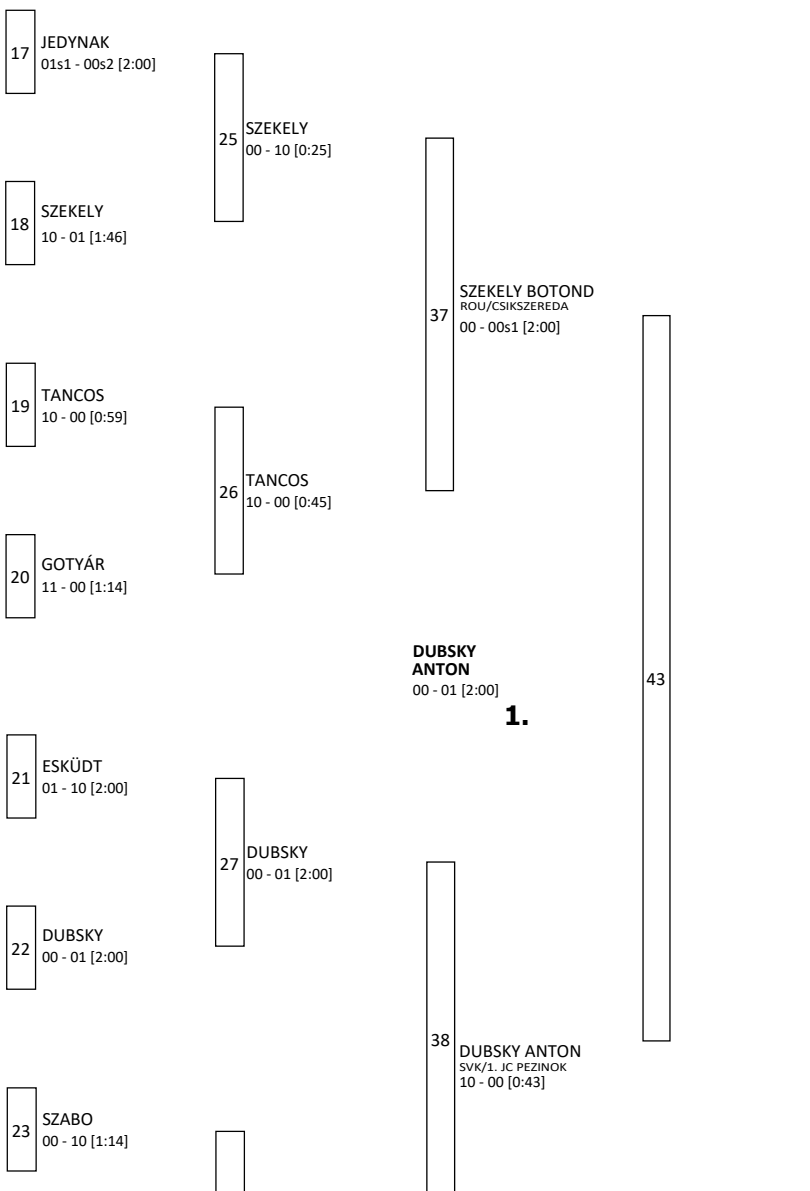 17
JEDYNAK
01s1 - 00s2 [2:00]
25
SZEKELY
00 - 10 [0:25]
18
SZEKELY
10 - 01 [1:46]
37
SZEKELY BOTOND
ROU/CSIKSZEREDA
00 - 00s1 [2:00]
19
TANCOS
10 - 00 [0:59]
26
TANCOS
10 - 00 [0:45]
20
GOTYÁR
11 - 00 [1:14]
DUBSKY
ANTON
00 - 01 [2:00]
1.
43
21
ESKÜDT
01 - 10 [2:00]
27
DUBSKY
00 - 01 [2:00]
22
DUBSKY
00 - 01 [2:00]
38
DUBSKY ANTON
SVK/1. JC PEZINOK
10 - 00 [0:43]
23
SZABO
00 - 10 [1:14]